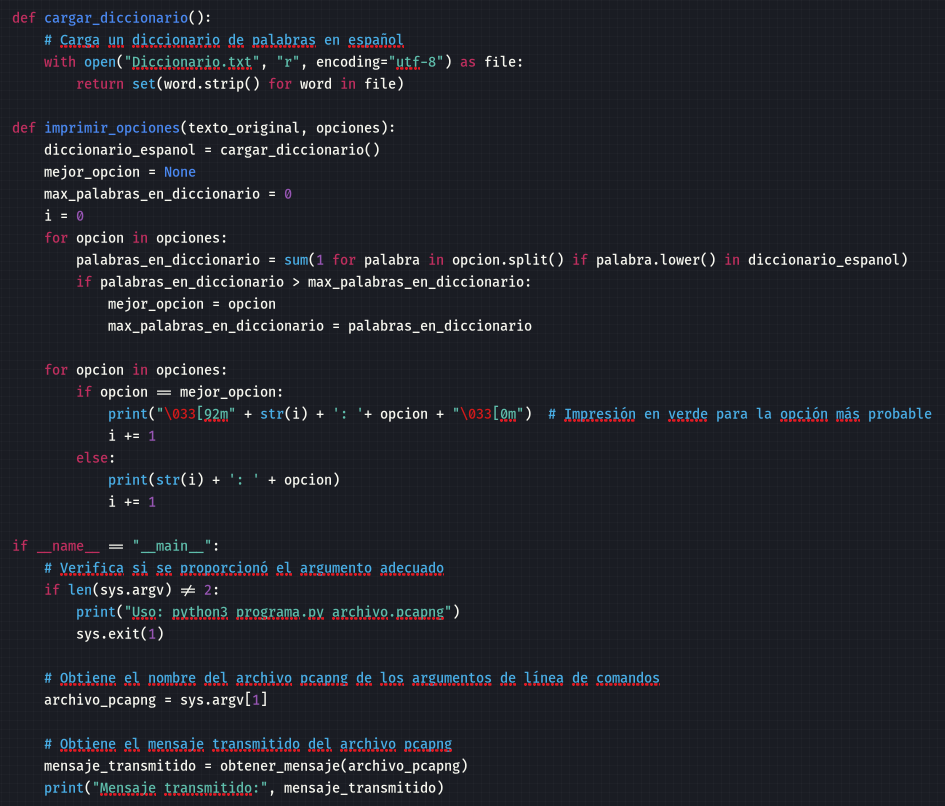 def cargar_diccionario():
    # Carga un diccionario de palabras en español
    with open("Diccionario.txt", "r", encoding="utf-8") as file:
        return set(word.strip() for word in file)

def imprimir_opciones(texto_original, opciones):
    diccionario_espanol = cargar_diccionario()
    mejor_opcion = None
    max_palabras_en_diccionario = 0
    i = 0
    for opcion in opciones:
        palabras_en_diccionario = sum(1 for palabra in opcion.split() if palabra.lower() in diccionario_espanol)
        if palabras_en_diccionario > max_palabras_en_diccionario:
            mejor_opcion = opcion
            max_palabras_en_diccionario = palabras_en_diccionario

    for opcion in opciones:
        if opcion == mejor_opcion:
            print("\033[92m" + str(i) + ': '+ opcion + "\033[0m")  # Impresión en verde para la opción más probable
            i += 1
        else:
            print(str(i) + ': ' + opcion)
            i += 1

if __name__ == "__main__":
    # Verifica si se proporcionó el argumento adecuado
    if len(sys.argv) != 2:
        print("Uso: python3 programa.py archivo.pcapng")
        sys.exit(1)

    # Obtiene el nombre del archivo pcapng de los argumentos de línea de comandos
    archivo_pcapng = sys.argv[1]

    # Obtiene el mensaje transmitido del archivo pcapng
    mensaje_transmitido = obtener_mensaje(archivo_pcapng)
    print("Mensaje transmitido:", mensaje_transmitido)